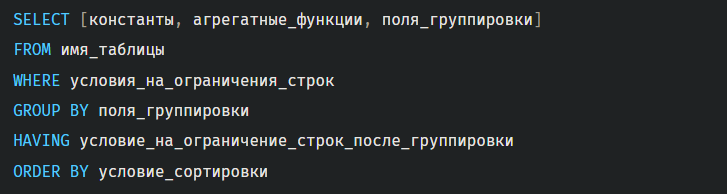 SELECT [константы, агрегатные_функции, поля_группировки]
FROM имя_таблицы
WHERE условия_на_ограничения_строк
GROUP BY поля_группировки
HAVING условие_на_ограничение_строк_после_группировки
ORDER BY условие_сортировки